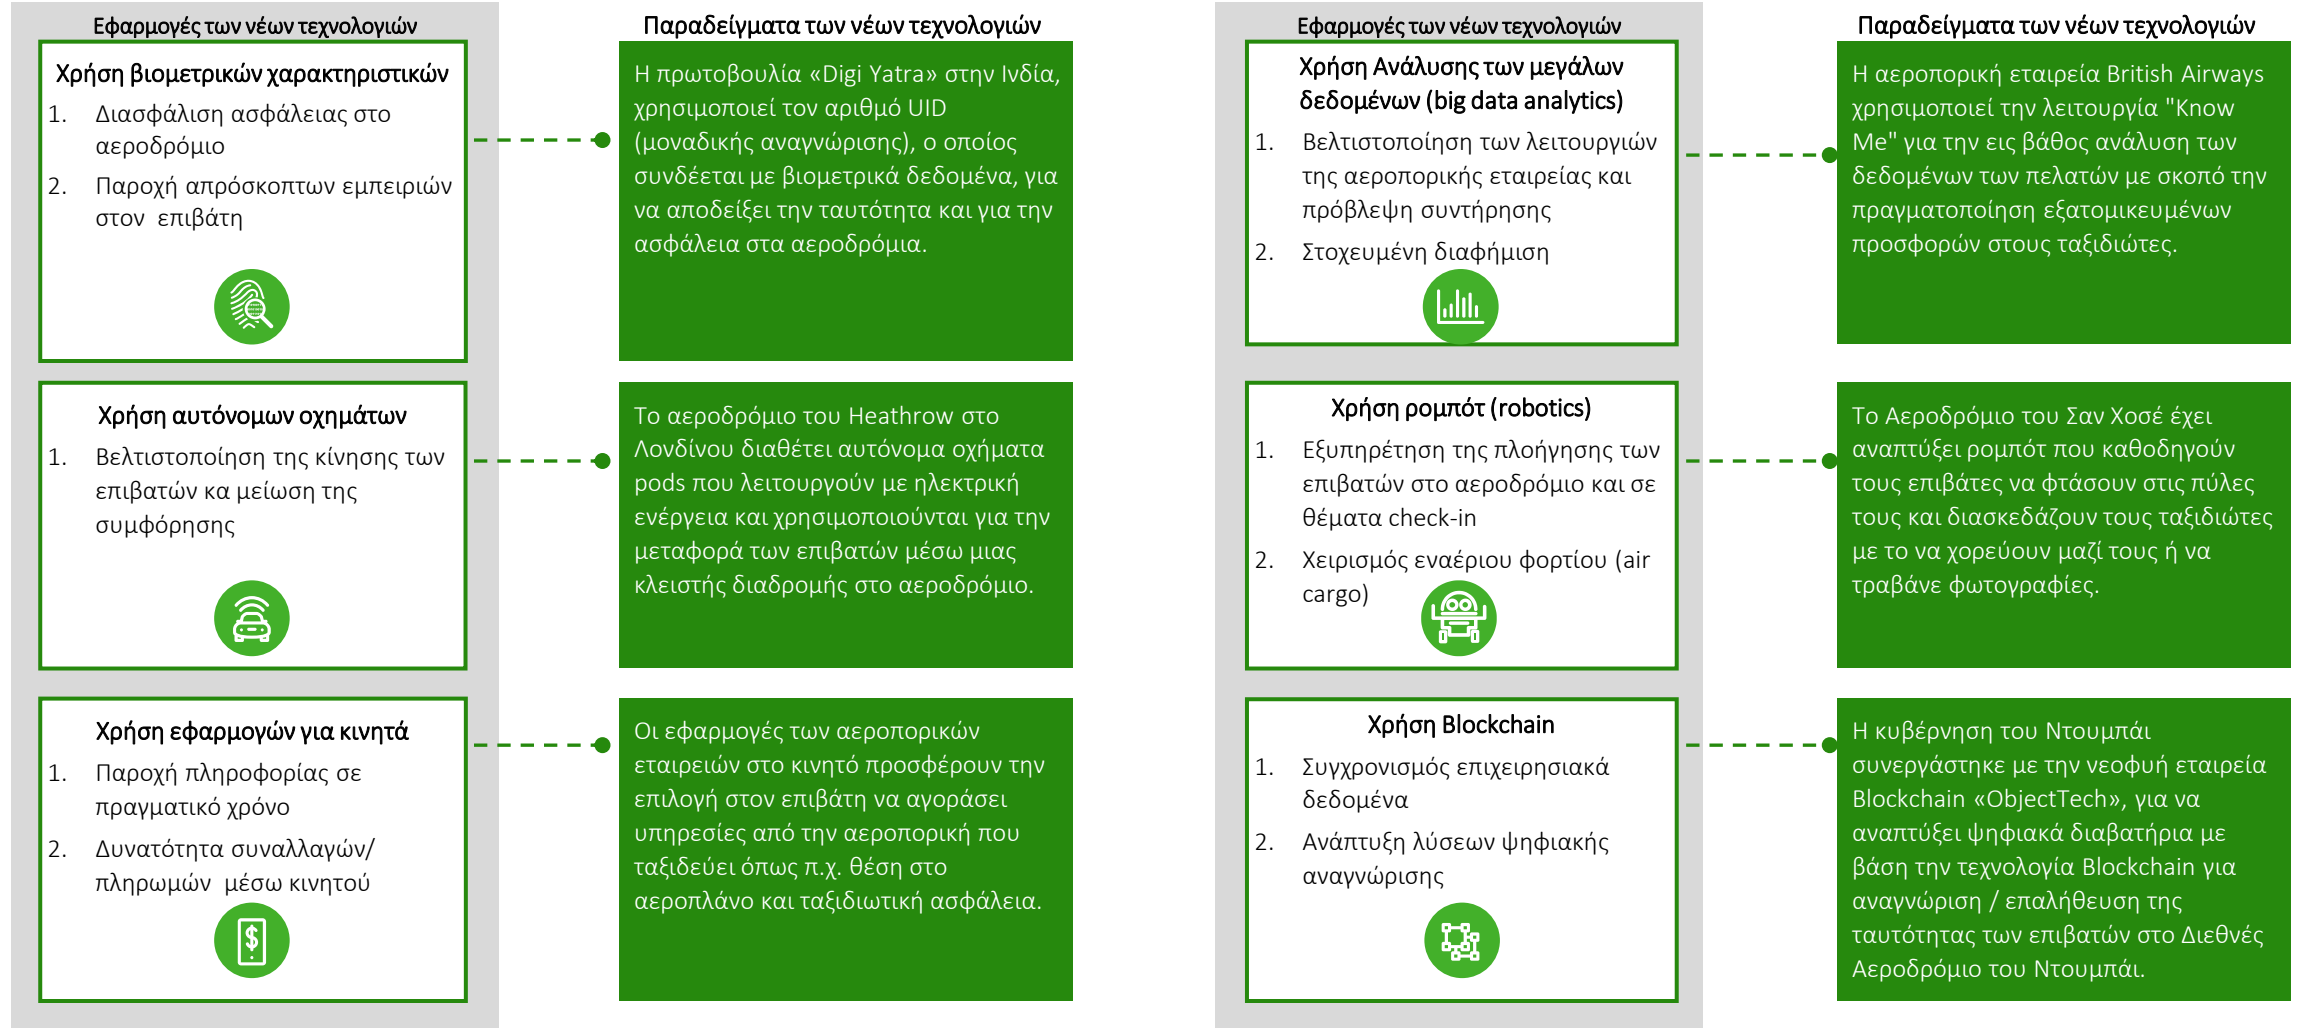 Εφαρμογές των νέων τεχνολογιών
Παραδείγματα των νέων τεχνολογιών
Χρήση βιομετρικών χαρακτηριστικών
1. Διασφάλιση ασφάλειας στο
αεροδρόμιο
2. Παροχή απρόσκοπτων εμπειριών
στον επιβάτη
Η πρωτοβουλία «Digi Yatra» στην Ινδία,
χρησιμοποιεί τον αριθμό UID
(μοναδικής αναγνώρισης), ο οποίος
συνδέεται με βιομετρικά δεδομένα, για
να αποδείξει την ταυτότητα και για την
ασφάλεια στα αεροδρόμια.
Χρήση αυτόνομων οχημάτων
1. Βελτιστοποίηση της κίνησης των
επιβατών κα μείωση της
συμφόρησης
Το αεροδρόμιο του Heathrow στο
Λονδίνου διαθέτει αυτόνομα οχήματα
pods που λειτουργούν με ηλεκτρική
ενέργεια και χρησιμοποιούνται για την
μεταφορά των επιβατών μέσω μιας
κλειστής διαδρομής στο αεροδρόμιο.
Χρήση εφαρμογών για κινητά
1. Παροχή πληροφορίας σε
πραγματικό χρόνο
2. Δυνατότητα συναλλαγών/
πληρωμών μέσω κινητού
$
Οι εφαρμογές των αεροπορικών
εταιρειών στο κινητό προσφέρουν την
επιλογή στον επιβάτη να αγοράσει
υπηρεσίες από την αεροπορική που
ταξιδεύει όπως π.χ. θέση στο
αεροπλάνο και ταξιδιωτική ασφάλεια.
Εφαρμογές των νέων τεχνολογιών
Παραδείγματα των νέων τεχνολογιών
Χρήση Ανάλυσης των μεγάλων
δεδομένων (big data analytics)
1. Βελτιστοποίηση των λειτουργιών
της αεροπορικής εταιρείας και
πρόβλεψη συντήρησης
2. Στοχευμένη διαφήμιση
Η αεροπορική εταιρεία British Airways
χρησιμοποιεί την λειτουργία "Know
Me" για την εις βάθος ανάλυση των
δεδομένων των πελατών με σκοπό την
πραγματοποίηση εξατομικευμένων
προσφορών στους ταξιδιώτες.
Χρήση ρομπότ (robotics)
1. Εξυπηρέτηση της πλοήγησης των
επιβατών στο αεροδρόμιο και σε
θέματα check-in
2. Χειρισμός εναέριου φορτίου (air
cargo)
Το Αεροδρόμιο του Σαν Χοσέ έχει
αναπτύξει ρομπότ που καθοδηγούν
τους επιβάτες να φτάσουν στις πύλες
τους και διασκεδάζουν τους ταξιδιώτες
με το να χορεύουν μαζί τους ή να
τραβάνε φωτογραφίες.
Χρήση Blockchain
1. Συγχρονισμός επιχειρησιακά
δεδομένα
2. Ανάπτυξη λύσεων ψηφιακής
αναγνώρισης
Η κυβέρνηση του Ντουμπάι
συνεργάστηκε με την νεοφυή εταιρεία
Blockchain «ObjectTech», για να
αναπτύξει ψηφιακά διαβατήρια με
βάση την τεχνολογία Blockchain για
αναγνώριση / επαλήθευση της
ταυτότητας των επιβατών στο Διεθνές
Αεροδρόμιο του Ντουμπάι.